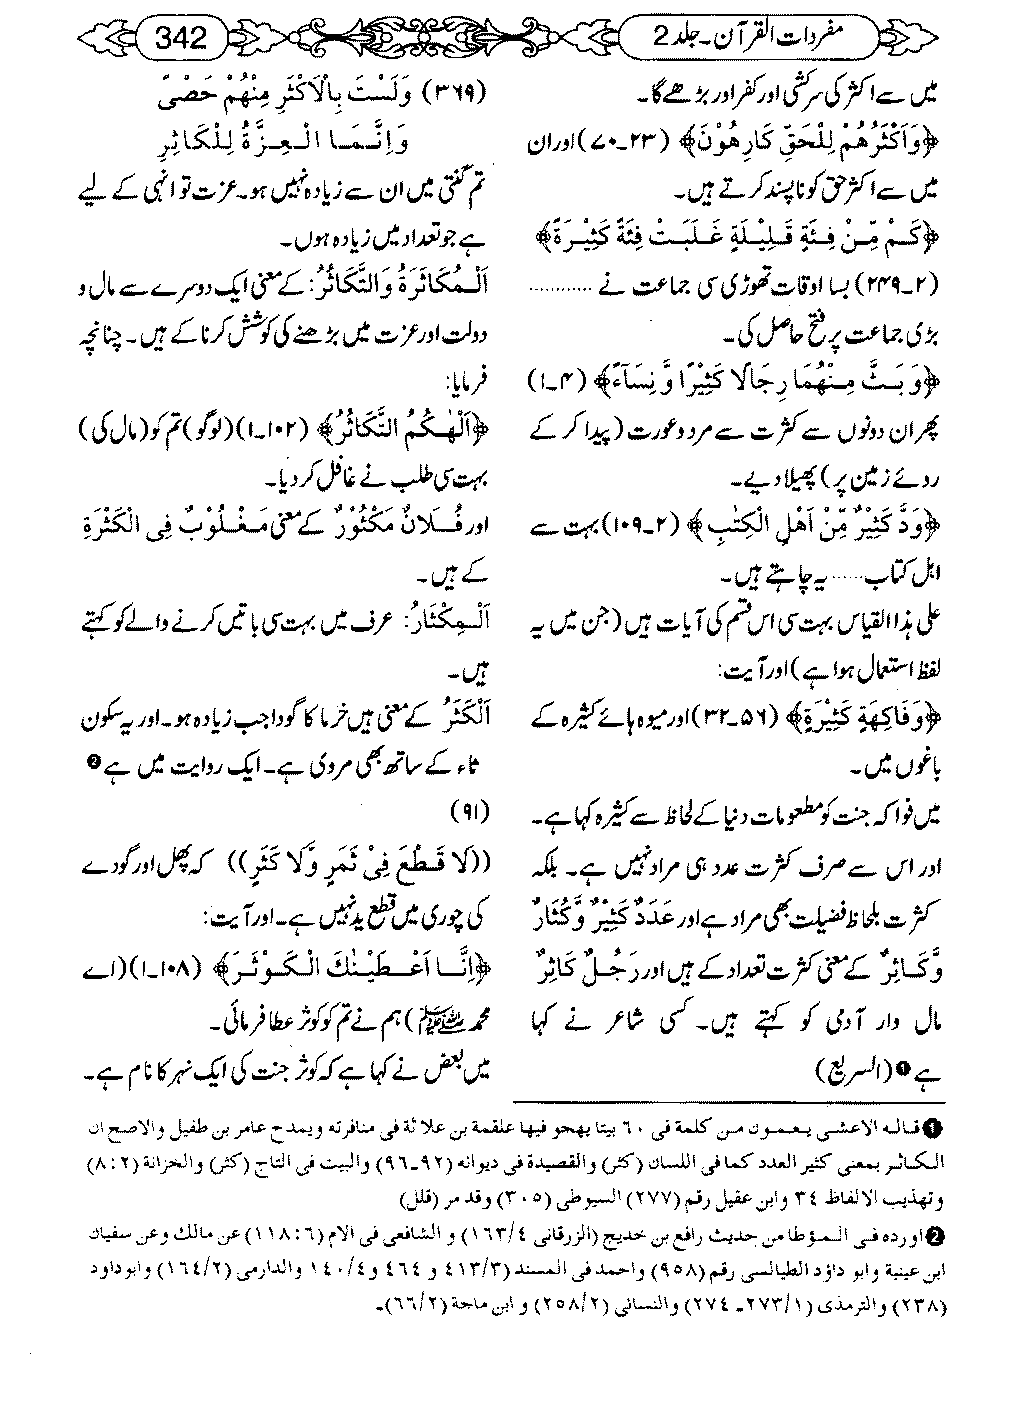 مفردات القرآن۔ جلد 2
342
میں سے اکثر کی سرکشی اور کفر اور بڑھے گا۔
﴿وَاَكْثَرُهُمْ لِلْحَقِّ كَارِهُوْنَ﴾ (۲۳۔۷۰) اور ان
میں سے اکثر حق کو ناپسند کرتے ہیں۔
﴿كَمْ مِّنْ فِئَةٍ قَلِيْلَةٍ غَلَبَتْ فِئَةً كَثِيْرَةً﴾
(۲۔۲۴۹) بسا اوقات تھوڑی سی جماعت نے ............
بڑی جماعت پر فتح حاصل کی۔
﴿وَبَثَّ مِنْهُمَا رِجَالًا كَثِيْرًا وَّنِسَآءً﴾ (۴۔۱)
پھر ان دونوں سے کثرت سے مرد وعورت (پیدا کر کے
روئے زمین پر) پھیلا دیے۔
﴿وَدَّ كَثِيْرٌ مِّنْ اَهْلِ الْكِتٰبِ﴾ (۲۔۱۰۹) بہت سے
اہل کتاب ...... یہ چاہتے ہیں۔
علی ہذا القیاس بہت سی اس قسم کی آیات ہیں (جن میں یہ
لفظ استعمال ہوا ہے) اور آیت:
﴿وَفَاكِهَةٍ كَثِيْرَةٍ﴾ (۵۶۔۳۲) اور میوہ ہائے کثیرہ کے
باغوں میں۔
میں فواکہ جنت کو مطعومات دنیا کے لحاظ سے کثیرہ کہا ہے۔
اور اس سے صرف کثرت عدد ہی مراد نہیں ہے۔ بلکہ
کثرت بلحاظ فضیلت بھی مراد ہے اور عَدَدٌ كَثِيْرٌ وَّكُثَارٌ
وَّكَاثِرٌ کے معنی کثرت تعداد کے ہیں اور رَجُلٌ كَاثِرٌ
مال دار آدمی کو کہتے ہیں۔ کسی شاعر نے کہا
ہے❶ (السریع)
(۳۶۹) وَلَسْتَ بِالْاَكْثَرِ مِنْهُمْ حَصًى
وَاِنَّمَا الْعِزَّةُ لِلْكَاثِرِ
تم گنتی میں ان سے زیادہ نہیں ہو۔ عزت تو انہی کے لیے
ہے جو تعداد میں زیادہ ہوں۔
اَلْمُكَاثَرَةُ وَالتَّكَاثُرُ: کے معنی ایک دوسرے سے مال و
دولت اور عزت میں بڑھنے کی کوشش کرنا کے ہیں۔ چنانچہ
فرمایا:
﴿اَلْهٰكُمُ التَّكَاثُرُ﴾ (۱۰۲۔۱) (لوگو) تم کو (مال کی)
بہت سی طلب نے غافل کر دیا۔
اور فُلَانٌ مَكْثُوْرٌ کے معنی مَغْلُوْبٌ فِی الْكَثْرَةِ
کے ہیں۔
اَلْمِكْثَارُ: عرف میں بہت سی باتیں کرنے والے کو کہتے
ہیں۔
اَلْكَثَرُ کے معنی ہیں خرما کا گودا جب زیادہ ہو۔ اور یہ سکون
ثاء کے ساتھ بھی مروی ہے۔ ایک روایت میں ہے❷
(۹۱)
((لَا قَطْعَ فِیْ ثَمَرٍ وَّلَا كَثَرٍ)) کہ پھل اور گودے
کی چوری میں قطع ید نہیں ہے۔ اور آیت:
﴿اِنَّا اَعْطَيْنٰكَ الْكَوْثَرَ﴾ (۱۰۸۔۱) (اے
محمد ﷺ) ہم نے تم کو کوثر عطا فرمائی۔
میں بعض نے کہا ہے کہ کوثر جنت کی ایک نہر کا نام ہے۔
❶ قالہ الاعشی یعمون من کلمة فی ٦٠ بیتا یھجو فیھا علقمة بن علاثة فی منافرتہ ویمدح عامر بن طفیل والاصح ان
الکاثر بمعنی کثیر العدد کما فی اللسان (کثر) والقصیدة فی دیوانہ (٩٢-٩٦) والبیت فی التاج (کثر) والخزانة (٨:٢)
وتھذیب الالفاظ ٣٤ وابن عقیل رقم (٢٧٧) السیوطی (٣٠٥) وقد مر (قلل)
❷ اوردہ فی الموطا من حدیث رافع بن خدیج (الزرقانی ١٦٣/٤) و الشافعی فی الام (١١٨:٦) عن مالک وعن سفیان
ابن عینیة وابو داؤد الطیالسی رقم (٩٥٨) واحمد فی المسند (٤١٣/٣ و ٤٦٤ و١٤٠/٤) والدارمی (١٦٤/٢) وابوداود
(٢٣٨) والترمذی (٢٧٣/١- ٢٧٤) والنسائی (٢٥٨/٢) و ابن ماجة (٦٦/٢)۔